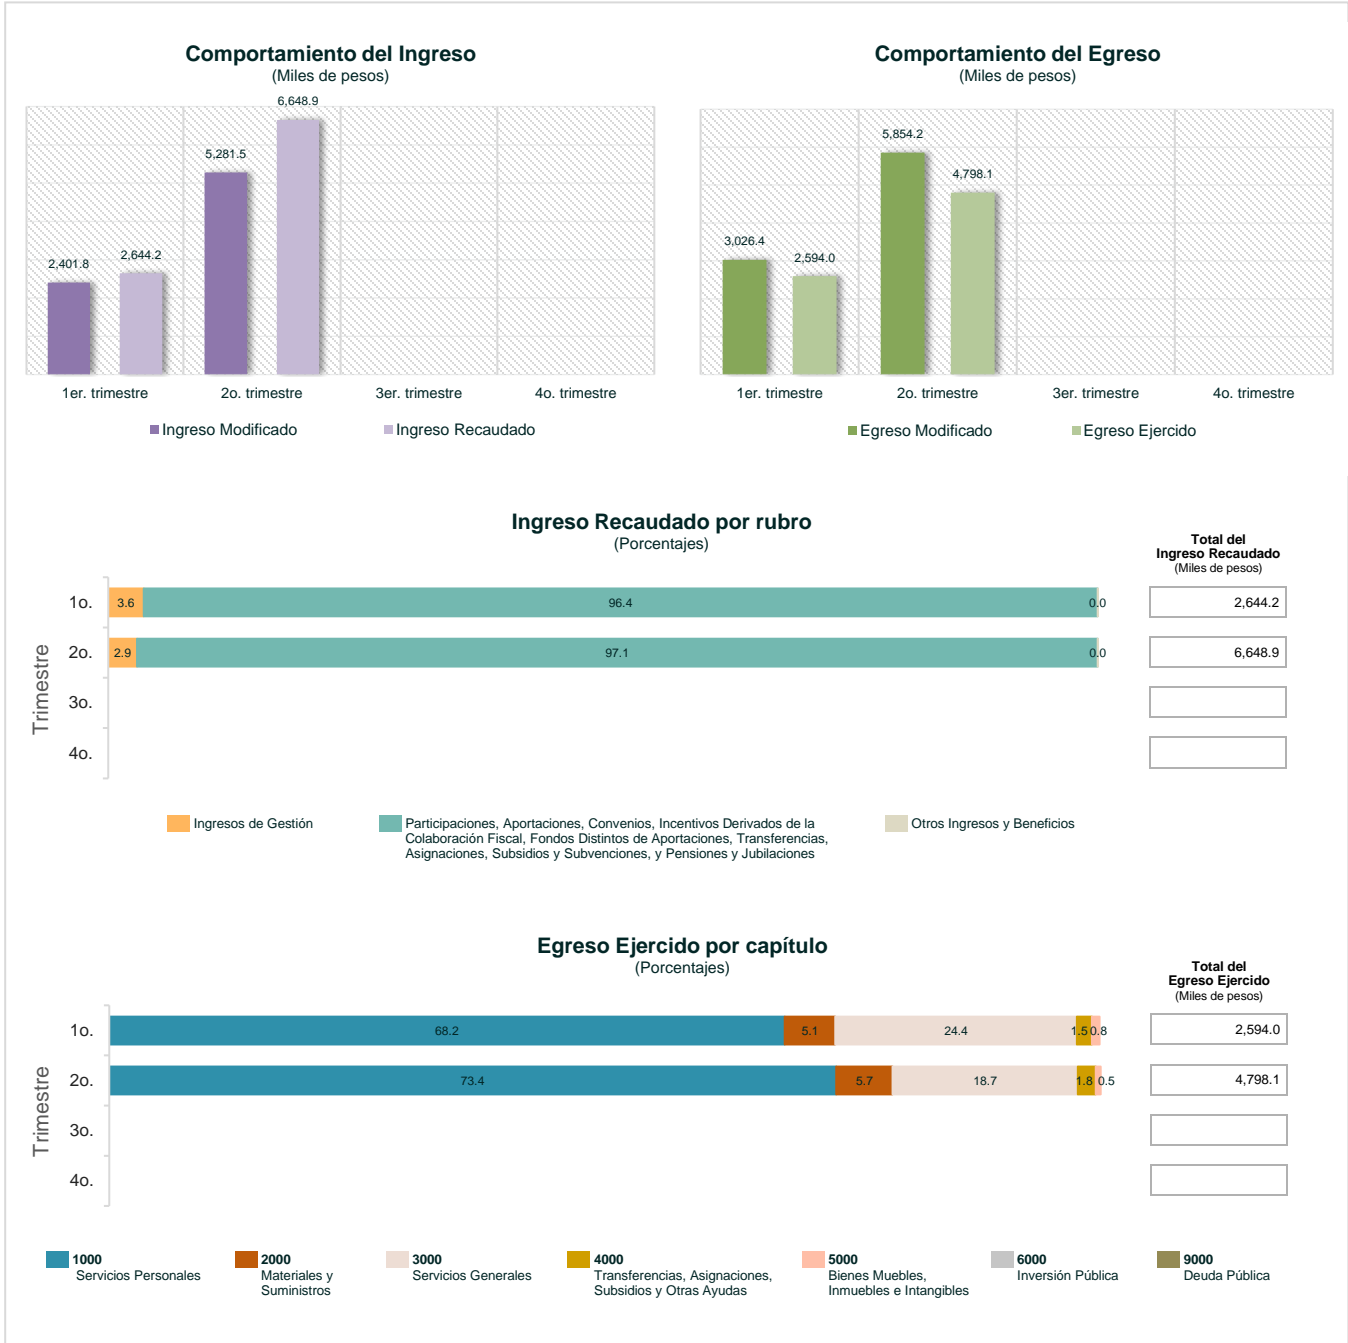 Comportamiento del Ingreso
(Miles de pesos)
6,648.9
5,281.5
2,401.8
2,644.2
1er. trimestre
2o. trimestre
3er. trimestre
4o. trimestre
Ingreso Modificado
Ingreso Recaudado
Comportamiento del Egreso
(Miles de pesos)
5,854.2
4,798.1
3,026.4
2,594.0
1er. trimestre
2o. trimestre
3er. trimestre
4o. trimestre
Egreso Modificado
Egreso Ejercido
Ingreso Recaudado por rubro
(Porcentajes)
Total del
Ingreso Recaudado
(Miles de pesos)
Trimestre
1o.
3.6
96.4
0.0
2,644.2
2o.
2.9
97.1
0.0
6,648.9
3o.
4o.
Ingresos de Gestión
Participaciones, Aportaciones, Convenios, Incentivos Derivados de la
Colaboración Fiscal, Fondos Distintos de Aportaciones, Transferencias,
Asignaciones, Subsidios y Subvenciones, y Pensiones y Jubilaciones
Otros Ingresos y Beneficios
Egreso Ejercido por capítulo
(Porcentajes)
Total del
Egreso Ejercido
(Miles de pesos)
Trimestre
1o.
68.2
5.1
24.4
1.5
0.8
2,594.0
2o.
73.4
5.7
18.7
1.8
0.5
4,798.1
3o.
4o.
1000
Servicios Personales
2000
Materiales y
Suministros
3000
Servicios Generales
4000
Transferencias, Asignaciones,
Subsidios y Otras Ayudas
5000
Bienes Muebles,
Inmuebles e Intangibles
6000
Inversión Pública
9000
Deuda Pública